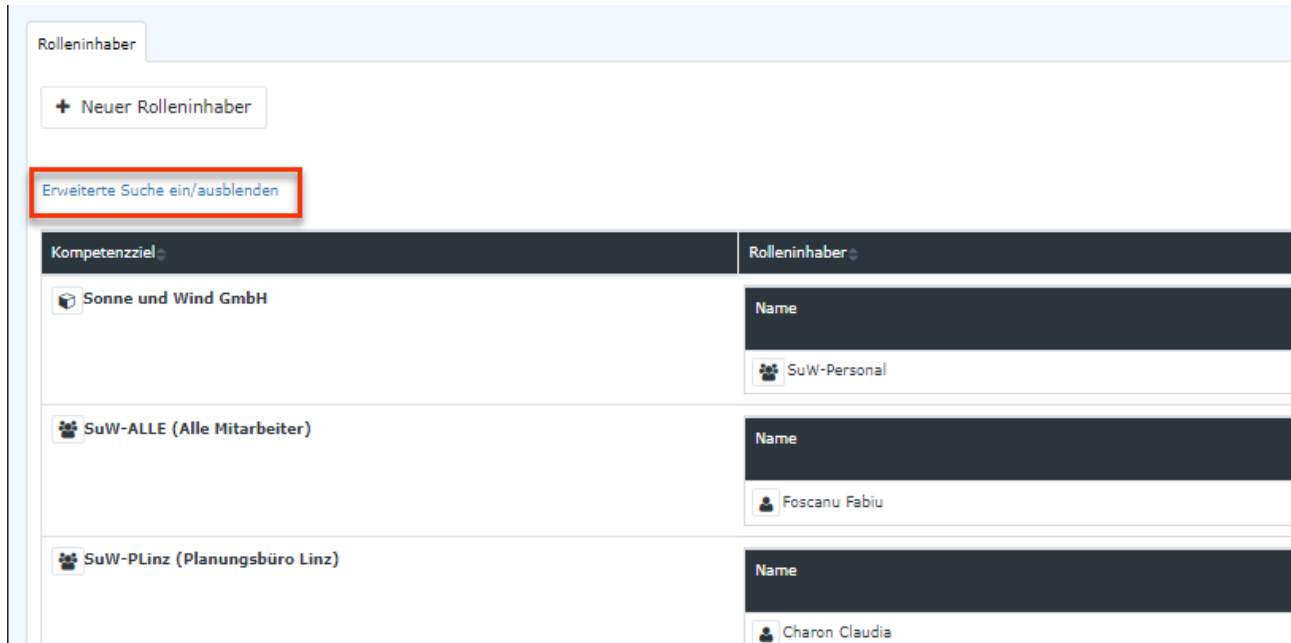 Rolleninhaber
+ Neuer Rolleninhaber
Erweiterte Suche ein/ausblenden
Kompetenzziel Rolleninhaber
Sonne und Wind GmbH
Name
SuW-Personal
SuW-ALLE (Alle Mitarbeiter)
Name
Foscanu Fabiu
SuW-PLinz (Planungsbüro Linz)
Name
Charon Claudia